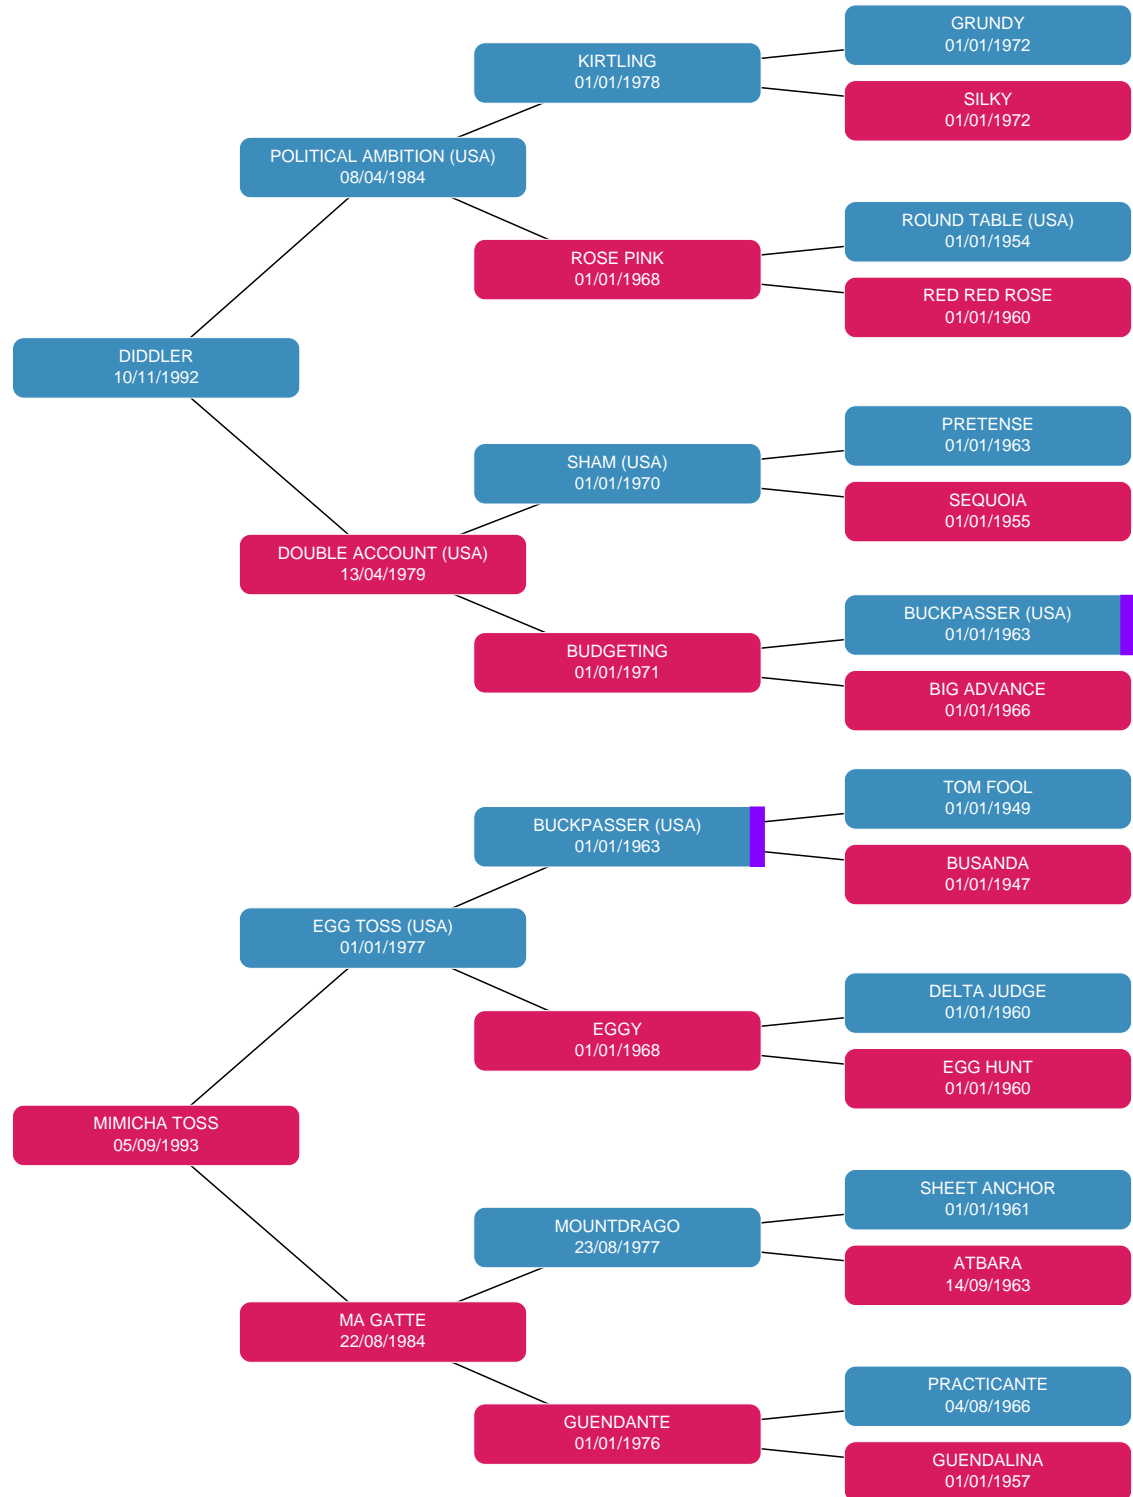 GRUNDY
01/01/1972
KIRTLING
01/01/1978
SILKY
01/01/1972
POLITICAL AMBITION (USA)
08/04/1984
ROUND TABLE (USA)
01/01/1954
ROSE PINK
01/01/1968
RED RED ROSE
01/01/1960
DIDDLER
10/11/1992
PRETENSE
01/01/1963
SHAM (USA)
01/01/1970
SEQUOIA
01/01/1955
DOUBLE ACCOUNT (USA)
13/04/1979
BUCKPASSER (USA)
01/01/1963
BUDGETING
01/01/1971
BIG ADVANCE
01/01/1966
TOM FOOL
01/01/1949
BUCKPASSER (USA)
01/01/1963
BUSANDA
01/01/1947
EGG TOSS (USA)
01/01/1977
DELTA JUDGE
01/01/1960
EGGY
01/01/1968
EGG HUNT
01/01/1960
MIMICHA TOSS
05/09/1993
SHEET ANCHOR
01/01/1961
MOUNTDRAGO
23/08/1977
ATBARA
14/09/1963
MA GATTE
22/08/1984
PRACTICANTE
04/08/1966
GUENDANTE
01/01/1976
GUENDALINA
01/01/1957